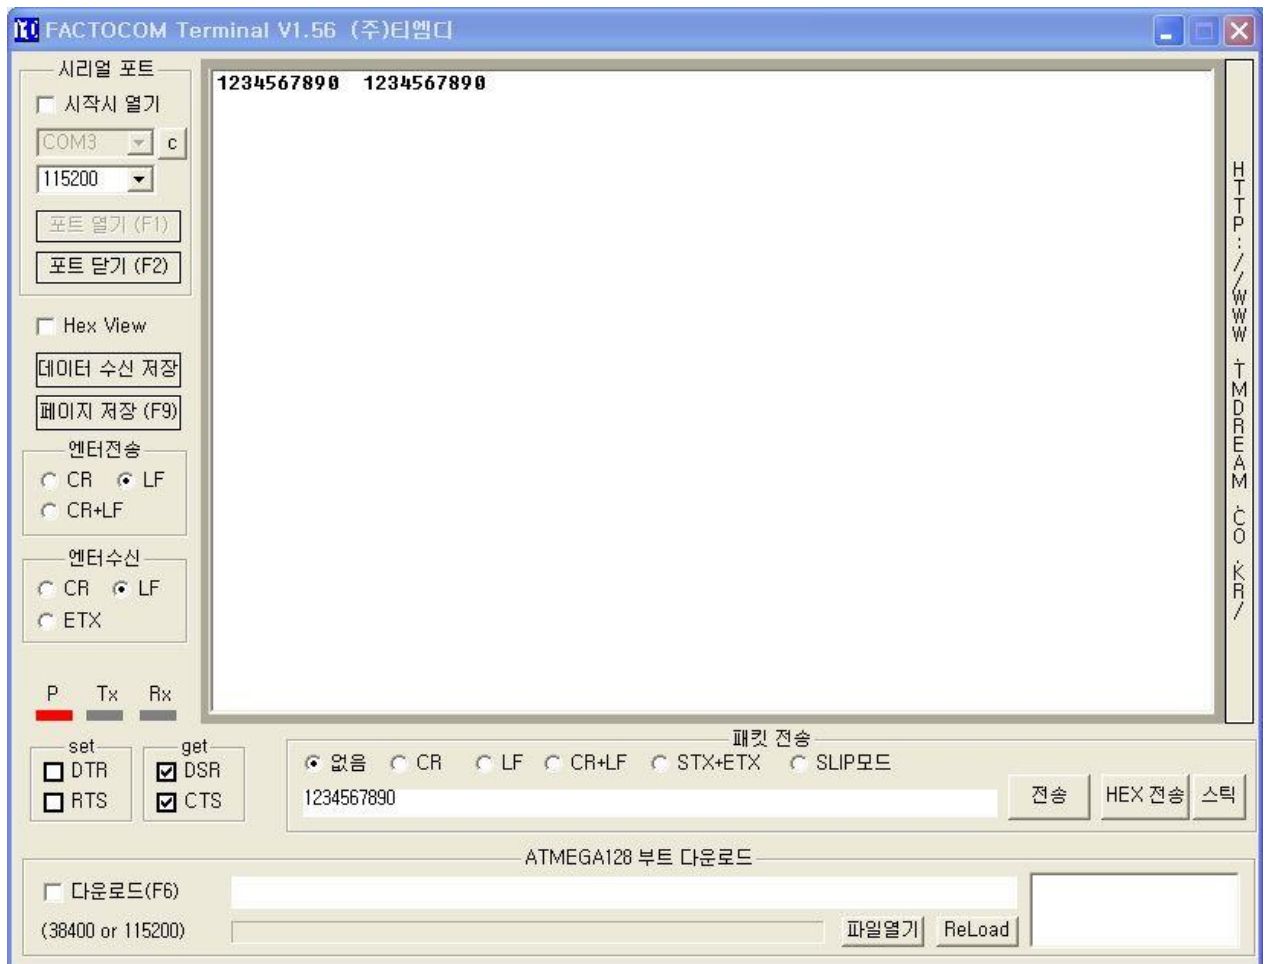 FACTOCOM Terminal V1.56 (주)티엠디
시리얼 포트
시작시 열기
COM3
c
115200
포트 열기 (F1)
포트 닫기 (F2)
Hex View
데이터 수신 저장
페이지 저장 (F9)
엔터전송
CR LF
CR+LF
엔터수신
CR LF
ETX
P Tx Rx
1234567890 1234567890
HTTP://WWW.TMDREAM.CO.KR/
set
DTR
RTS
get
DSR
CTS
패킷 전송
없음 CR LF CR+LF STX+ETX SLIP모드
1234567890
전송
HEX 전송
스틱
ATMEGA128 부트 다운로드
다운로드(F6)
(38400 or 115200)
파일열기
ReLoad